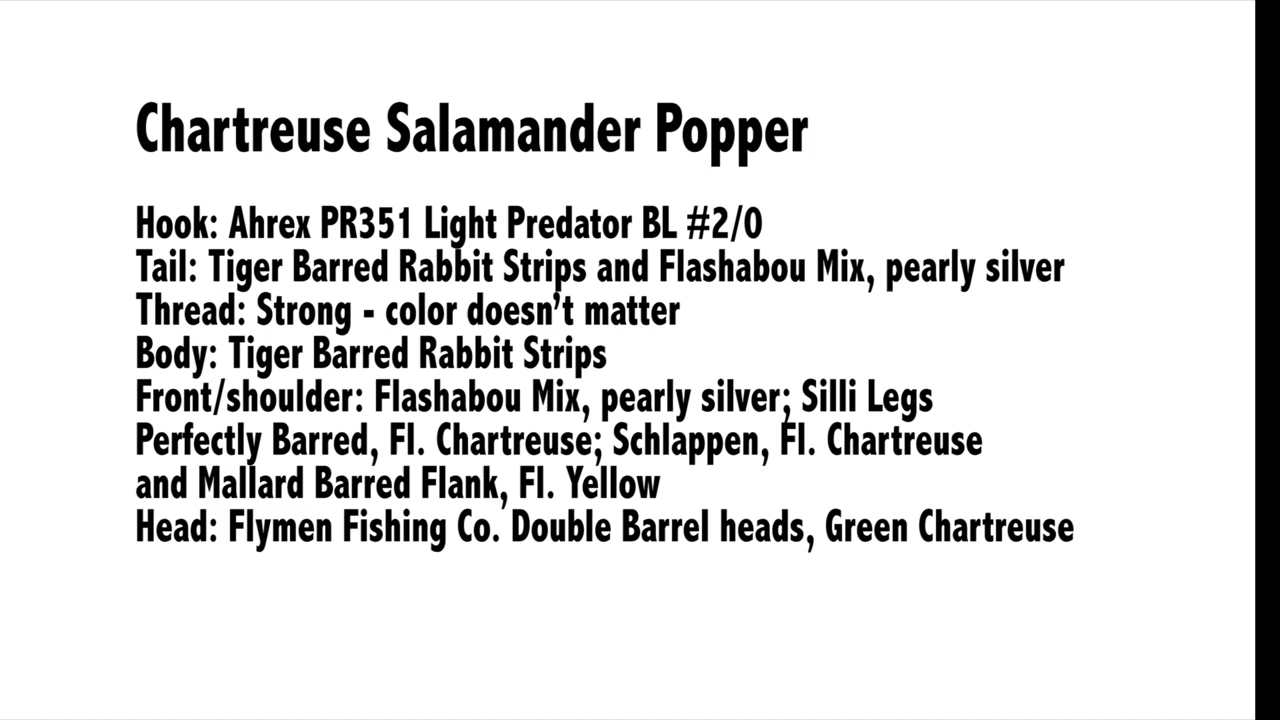 Chartreuse Salamander Popper
Hook: Ahrex PR351 Light Predator BL #2/0
Tail: Tiger Barred Rabbit Strips and Flashabou Mix, pearly silver
Thread: Strong - color doesn’t matter
Body: Tiger Barred Rabbit Strips
Front/shoulder: Flashabou Mix, pearly silver; Silli Legs
Perfectly Barred, Fl. Chartreuse; Schlappen, Fl. Chartreuse
and Mallard Barred Flank, Fl. Yellow
Head: Flymen Fishing Co. Double Barrel heads, Green Chartreuse